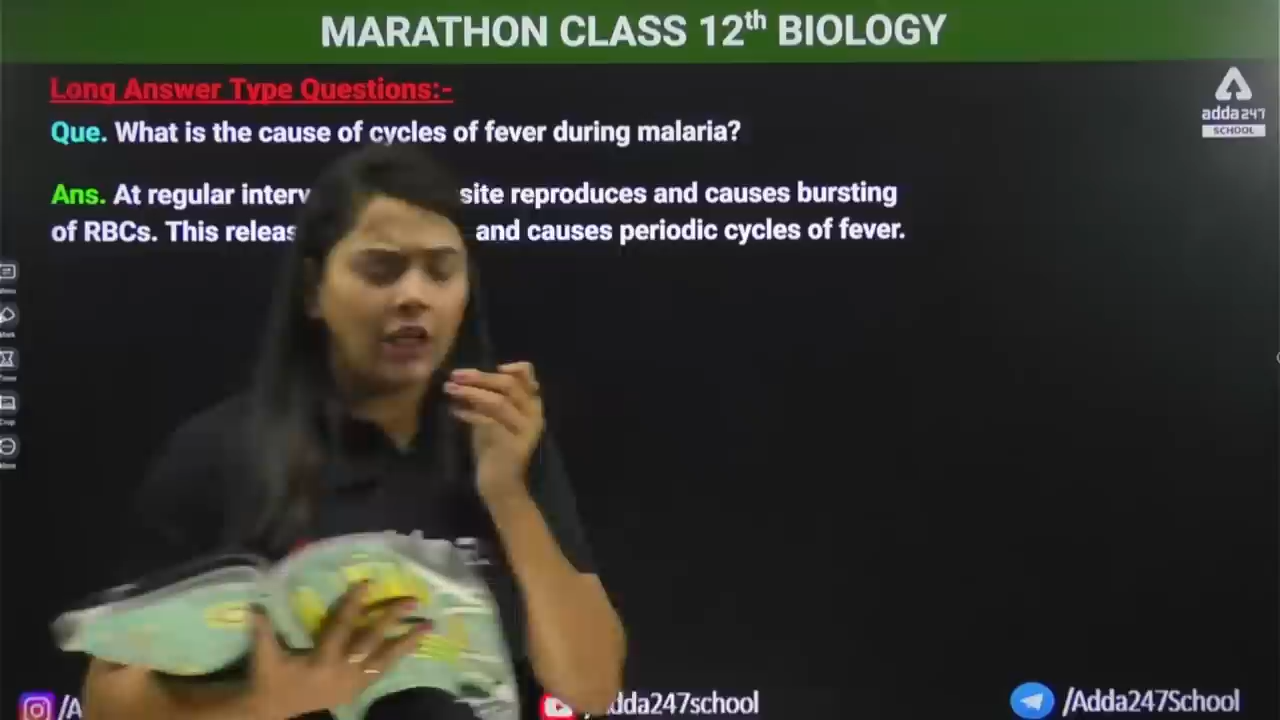 MARATHON CLASS 12th BIOLOGY
Long Answer Type Questions:-
adda247
SCHOOL
Que. What is the cause of cycles of fever during malaria?
Ans. At regular interv site reproduces and causes bursting
of RBCs. This releas and causes periodic cycles of fever.
/A dda247school /Adda247School